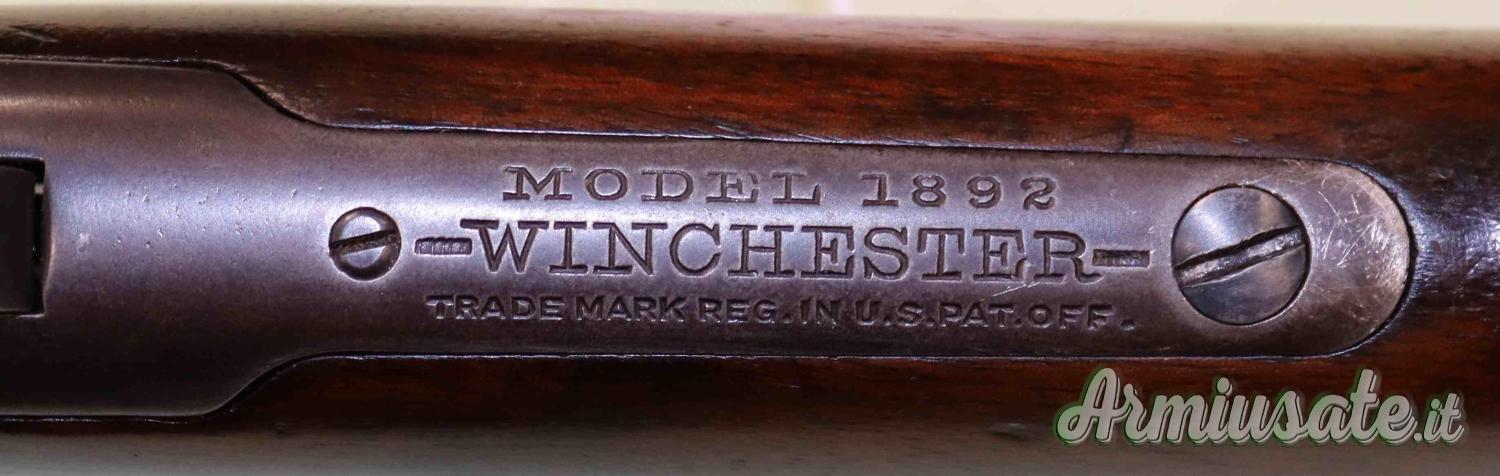 MODEL 1892
-WINCHESTER-
TRADE MARK REG. IN U.S. PAT. OFF.
Armiusate.it